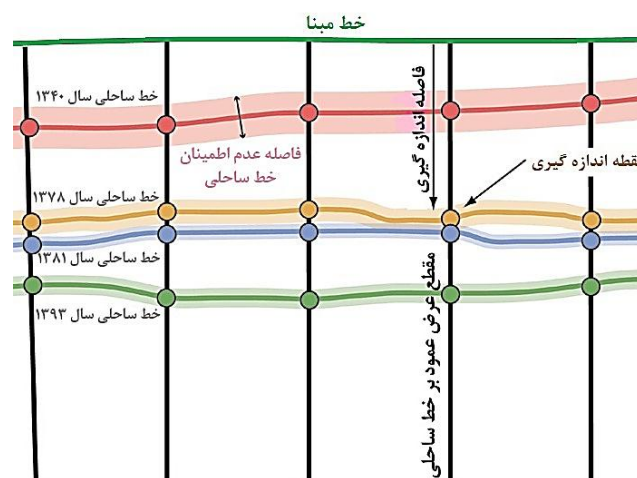 خط مبنا
خط ساحلی سال ۱۳۴۰
فاصله اندازه گیری
فاصله عدم اطمینان
خط ساحلی
نقطه اندازه گیری
خط ساحلی سال ۱۳۷۸
خط ساحلی سال ۱۳۸۱
مقطع عرض عمود بر خط ساحلی
خط ساحلی سال ۱۳۹۳